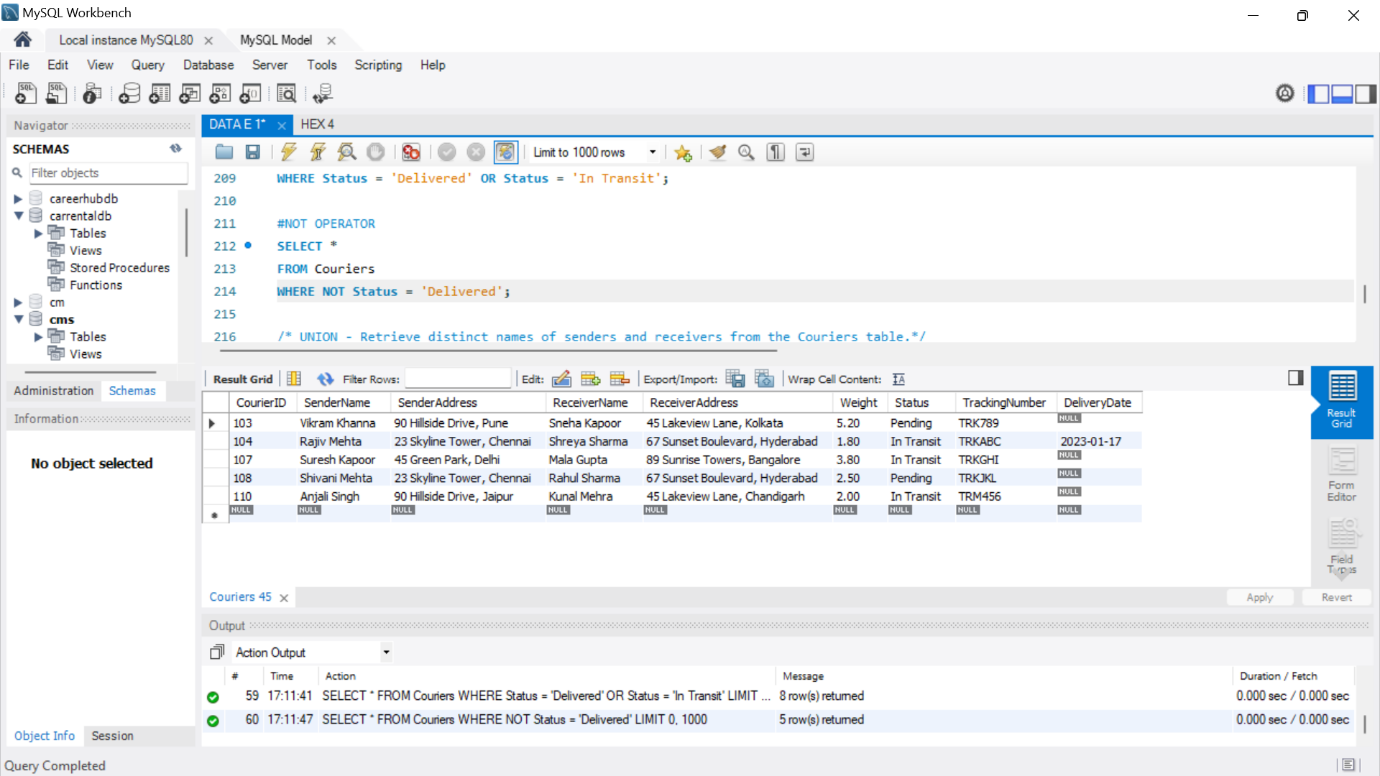 MySQL Workbench
Local instance MySQL80
MySQL Model
File Edit View Query Database Server Tools Scripting Help
Navigator
SCHEMAS
Filter objects
careerhubdb
carrentaldb
Tables
Views
Stored Procedures
Functions
cm
cms
Tables
Views
Administration Schemas
Information
No object selected
Object Info Session
DATA E 1* HEX 4
Limit to 1000 rows
209 WHERE Status = 'Delivered' OR Status = 'In Transit';
210
211 #NOT OPERATOR
212 SELECT *
213 FROM Couriers
214 WHERE NOT Status = 'Delivered';
215
216 /* UNION - Retrieve distinct names of senders and receivers from the Couriers table.*/
Result Grid Filter Rows: Edit: Export/Import: Wrap Cell Content:
CourierID SenderName SenderAddress ReceiverName ReceiverAddress Weight Status TrackingNumber DeliveryDate
103 Vikram Khanna 90 Hillside Drive, Pune Sneha Kapoor 45 Lakeview Lane, Kolkata 5.20 Pending TRK789 NULL
104 Rajiv Mehta 23 Skyline Tower, Chennai Shreya Sharma 67 Sunset Boulevard, Hyderabad 1.80 In Transit TRKABC 2023-01-17
107 Suresh Kapoor 45 Green Park, Delhi Mala Gupta 89 Sunrise Towers, Bangalore 3.80 In Transit TRKGHI NULL
108 Shivani Mehta 23 Skyline Tower, Chennai Rahul Sharma 67 Sunset Boulevard, Hyderabad 2.50 Pending TRKJKL NULL
110 Anjali Singh 90 Hillside Drive, Jaipur Kunal Mehra 45 Lakeview Lane, Chandigarh 2.00 In Transit TRM456 NULL
NULL NULL NULL NULL NULL NULL NULL NULL NULL
Result
Grid
Form
Editor
Field
Types
Couriers 45
Apply Revert
Output
Action Output
# Time Action Message Duration / Fetch
59 17:11:41 SELECT * FROM Couriers WHERE Status = 'Delivered' OR Status = 'In Transit' LIMIT ... 8 row(s) returned 0.000 sec / 0.000 sec
60 17:11:47 SELECT * FROM Couriers WHERE NOT Status = 'Delivered' LIMIT 0, 1000 5 row(s) returned 0.000 sec / 0.000 sec
Query Completed